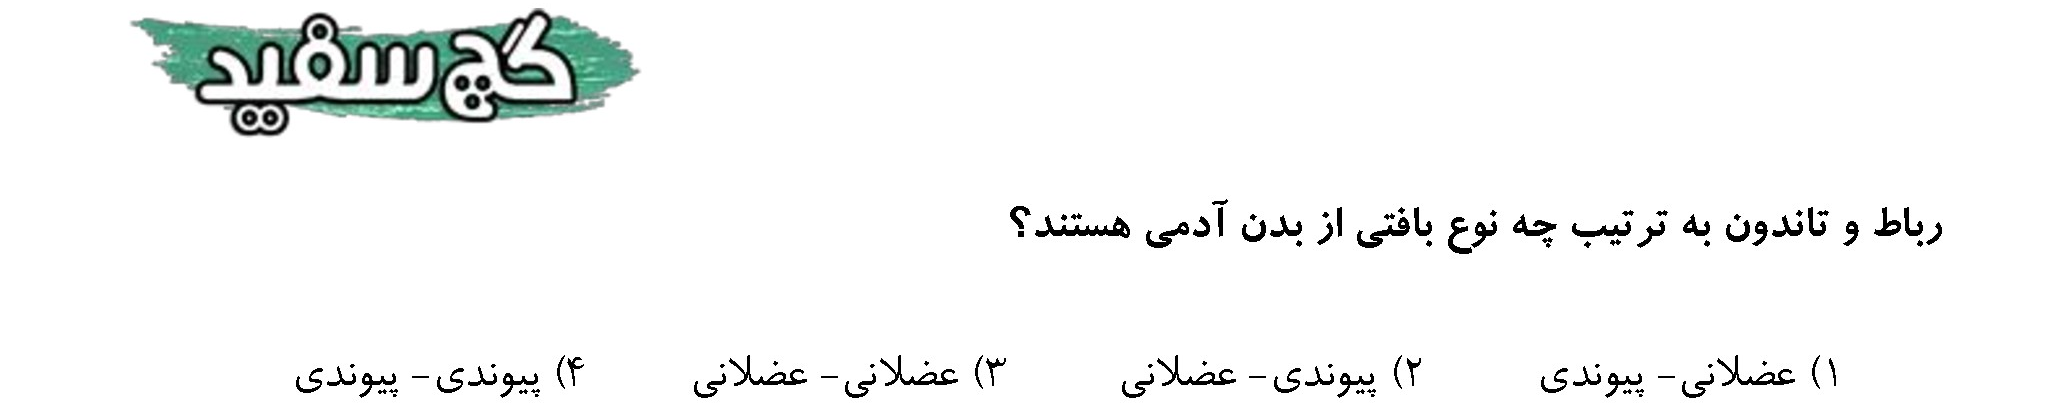 گچ سفید
رباط و تاندون به ترتیب چه نوع بافتی از بدن آدمی هستند؟
۱) عضلانی- پیوندی ۲) پیوندی- عضلانی ۳) عضلانی- عضلانی ۴) پیوندی- پیوندی